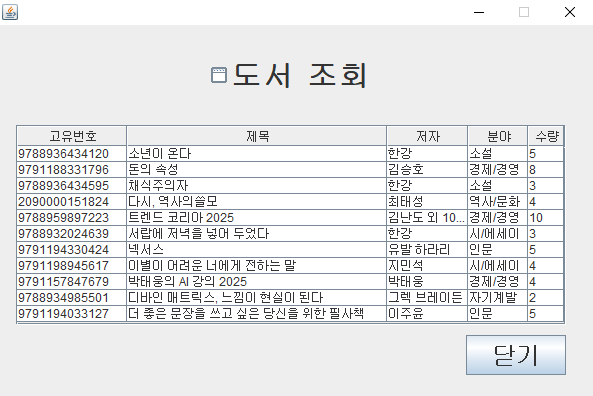 도서 조회
고유번호 제목 저자 분야 수량
9788936434120 소년이 온다 한강 소설 5
9791188331796 돈의 속성 김승호 경제/경영 8
9788936434595 채식주의자 한강 소설 3
2090000151824 다시, 역사의쓸모 최태성 역사/문화 4
9788959897223 트렌드 코리아 2025 김난도 외 10... 경제/경영 10
9788932024639 서랍에 저녁을 넣어 두었다 한강 시/에세이 3
9791194330424 넥서스 유발 하라리 인문 5
9791198945617 이별이 어려운 너에게 전하는 말 지민석 시/에세이 4
9791157847679 박태웅의 AI 강의 2025 박태웅 경제/경영 4
9788934985501 디바인 매트릭스, 느낌이 현실이 된다 그렉 브레이든 자기계발 2
9791194033127 더 좋은 문장을 쓰고 싶은 당신을 위한 필사책 이주윤 인문 5
닫기